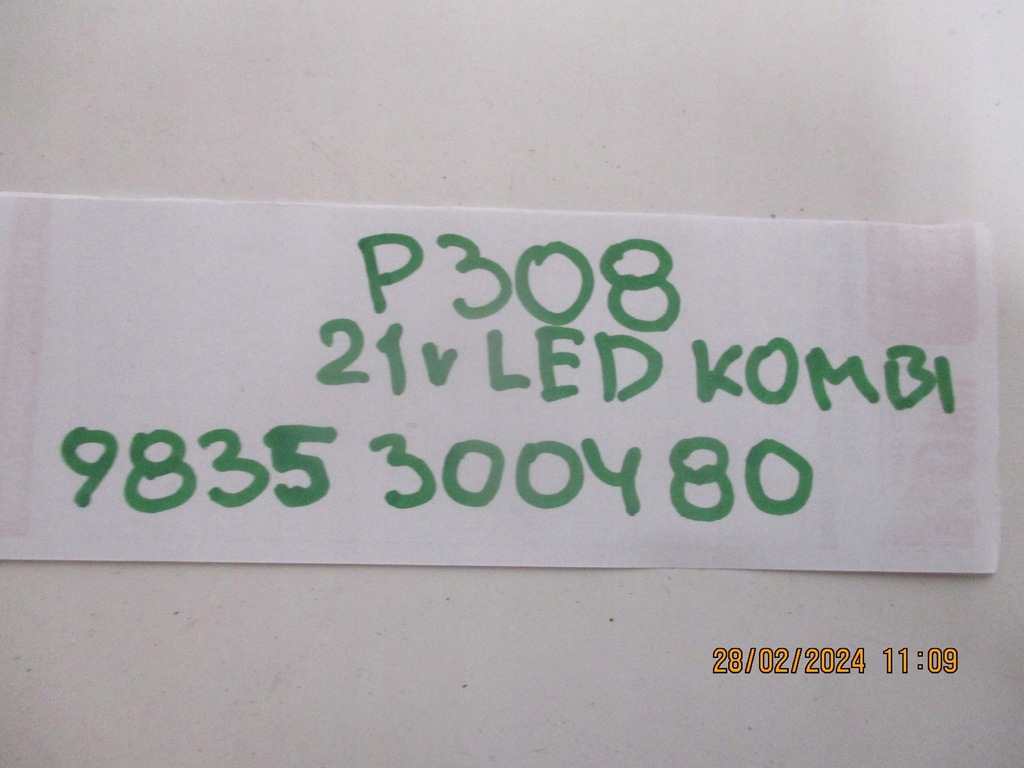 P308
21v LED KOMBI
9835 300480
28/02/2024 11:09